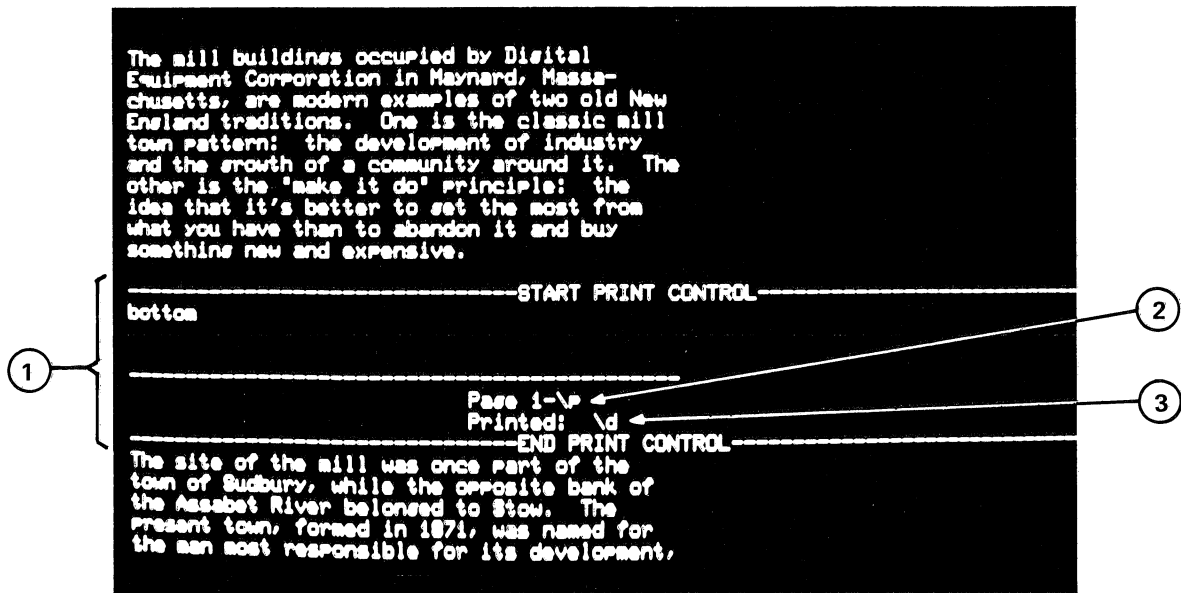 The mill buildings occupied by Digital
Equipment Corporation in Maynard, Massa-
chusetts, are modern examples of two old New
England traditions.  One is the classic mill
town pattern:  the development of industry
and the growth of a community around it.  The
other is the "make it do" principle:  the
idea that it's better to get the most from
what you have than to abandon it and buy
something new and expensive.
--------------------------------START PRINT CONTROL--------------------------
bottom
---------------------------------------------
Page 1-\p
Printed:  \d
--------------------------------END PRINT CONTROL----------------------------
The site of the mill was once part of the
town of Sudbury, while the opposite bank of
the Assabet River belonged to Stow.  The
present town, formed in 1871, was named for
the man most responsible for its development,
1
2
3